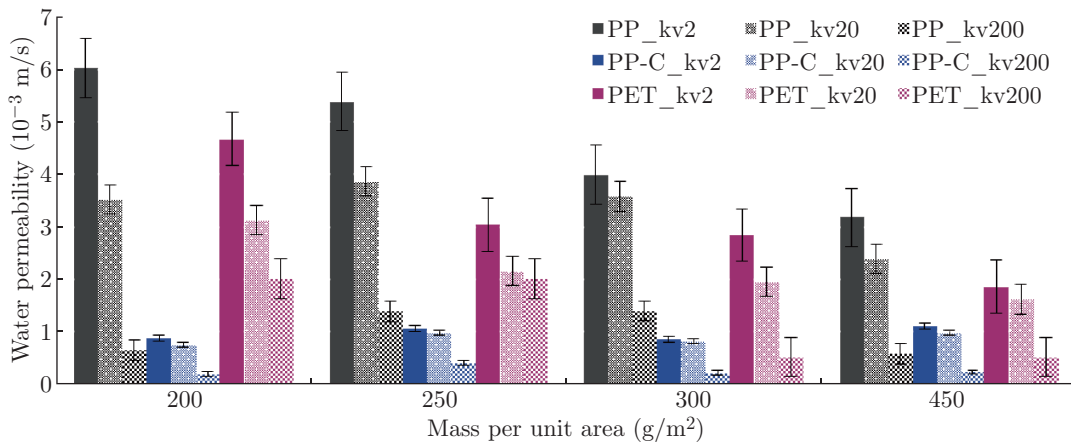 7
6
5
4
3
2
1
0
Water permeability (10⁻³ m/s)
PP_kv2 PP_kv20 PP_kv200
PP-C_kv2 PP-C_kv20 PP-C_kv200
PET_kv2 PET_kv20 PET_kv200
200 250 300 450
Mass per unit area (g/m²)